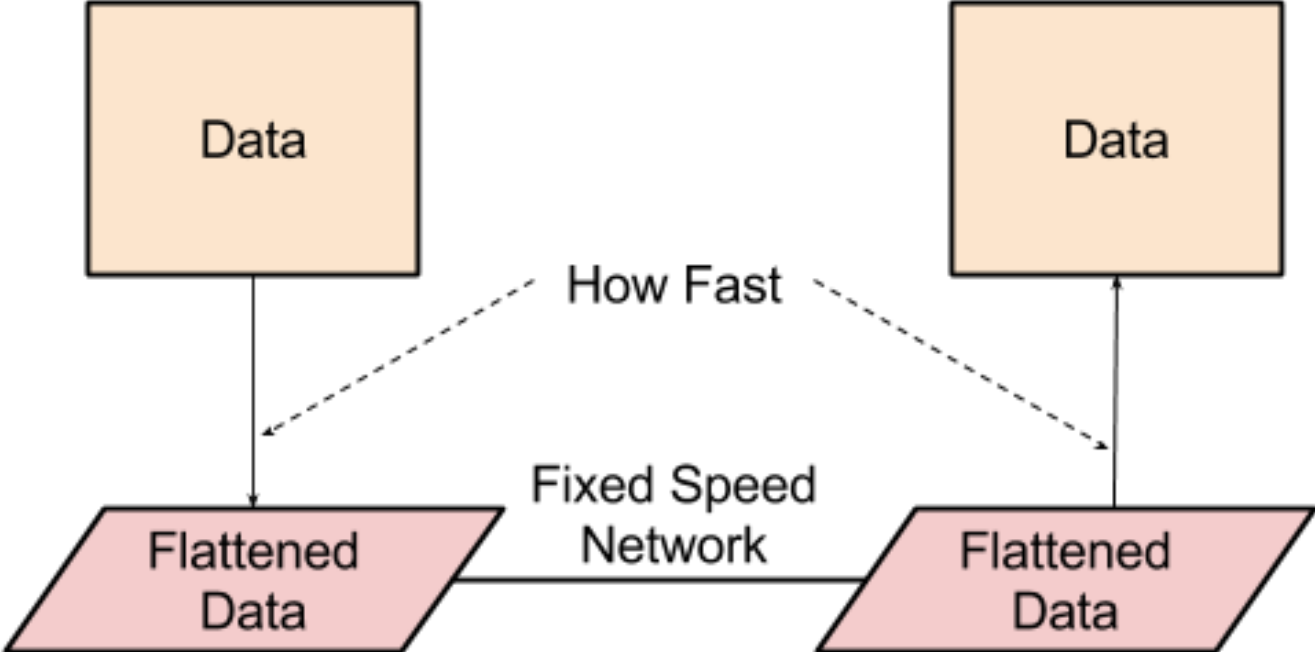 Data
Data
How Fast
Fixed Speed
Network
Flattened
Data
Flattened
Data